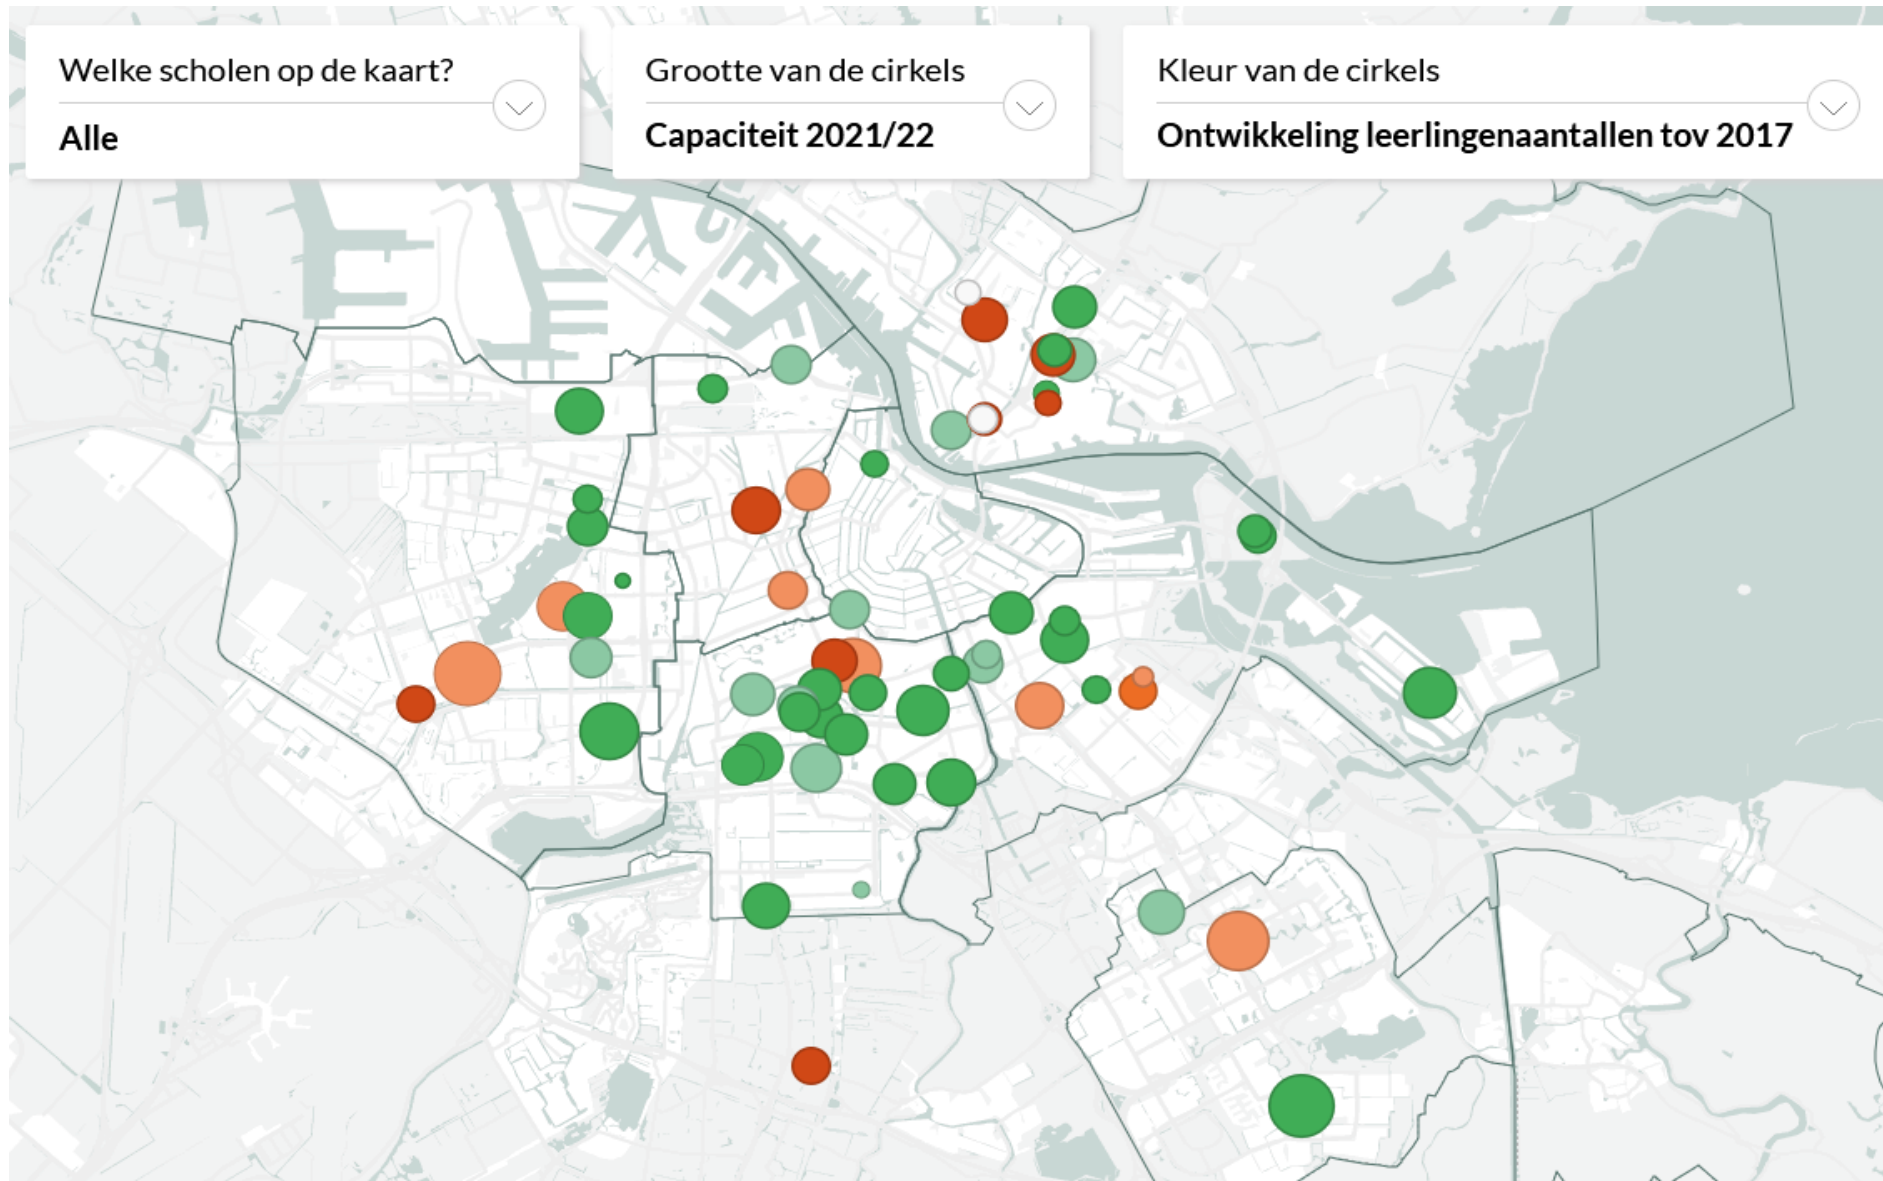 Welke scholen op de kaart?
Alle
Grootte van de cirkels
Capaciteit 2021/22
Kleur van de cirkels
Ontwikkeling leerlingenaantallen tov 2017